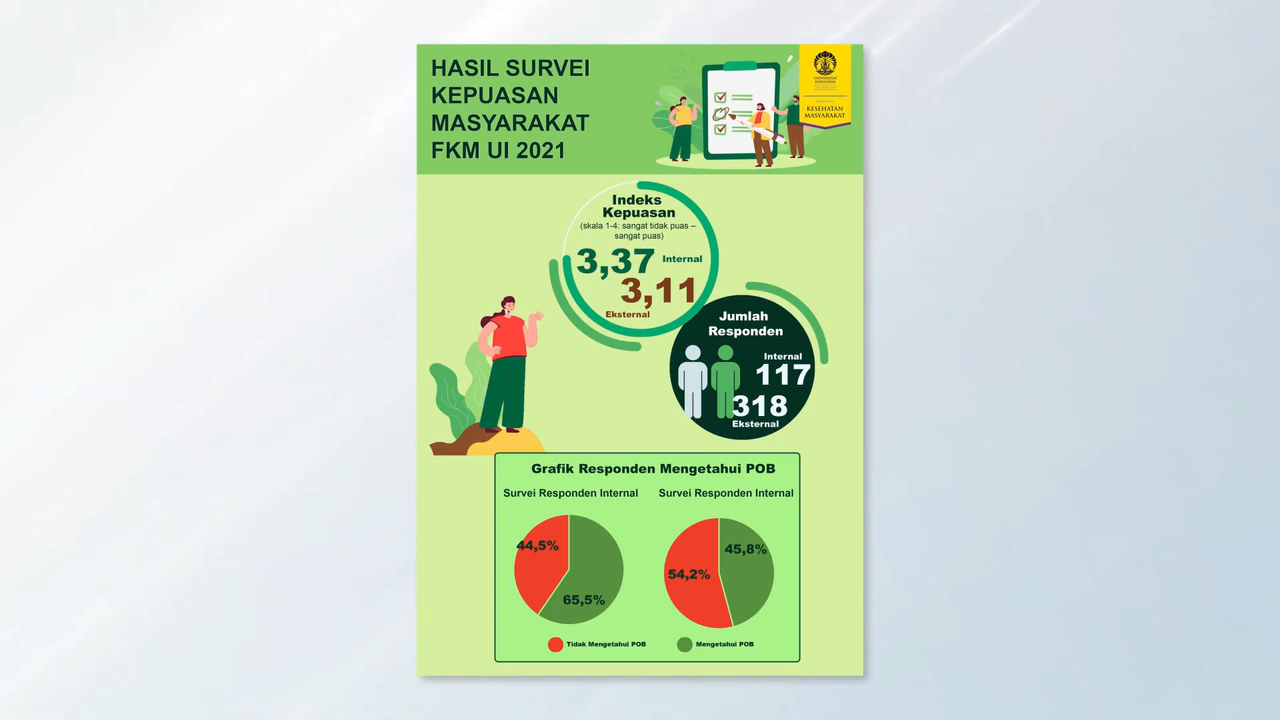 HASIL SURVEI
KEPUASAN
MASYARAKAT
FKM UI 2021
UNIVERSITAS
INDONESIA
KESEHATAN
MASYARAKAT
Indeks
Kepuasan
(skala 1-4: sangat tidak puas –
sangat puas)
3,37 Internal
3,11
Eksternal
Jumlah
Responden
Internal
117
318
Eksternal
Grafik Responden Mengetahui POB
Survei Responden Internal
Survei Responden Internal
44,5%
65,5%
45,8%
54,2%
Tidak Mengetahui POB
Mengetahui POB